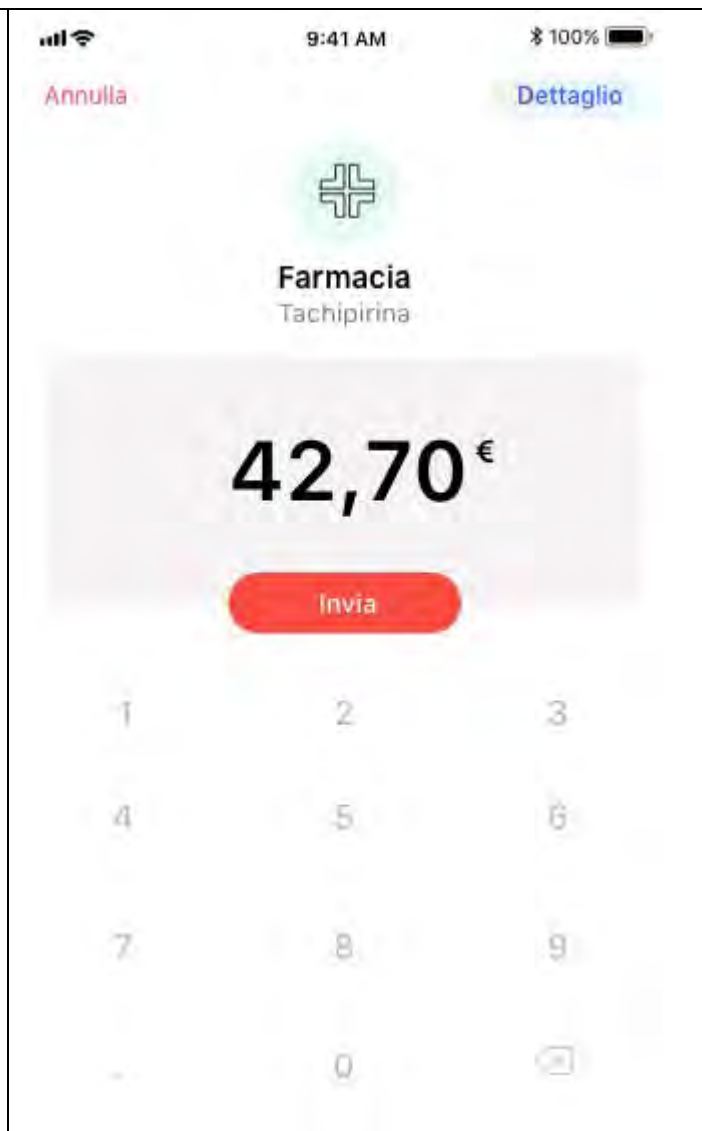 9:41 AM 100%
Annulla Dettaglio
Farmacia
Tachipirina
42,70 €
Invia
1 2 3
4 5 6
7 8 9
0